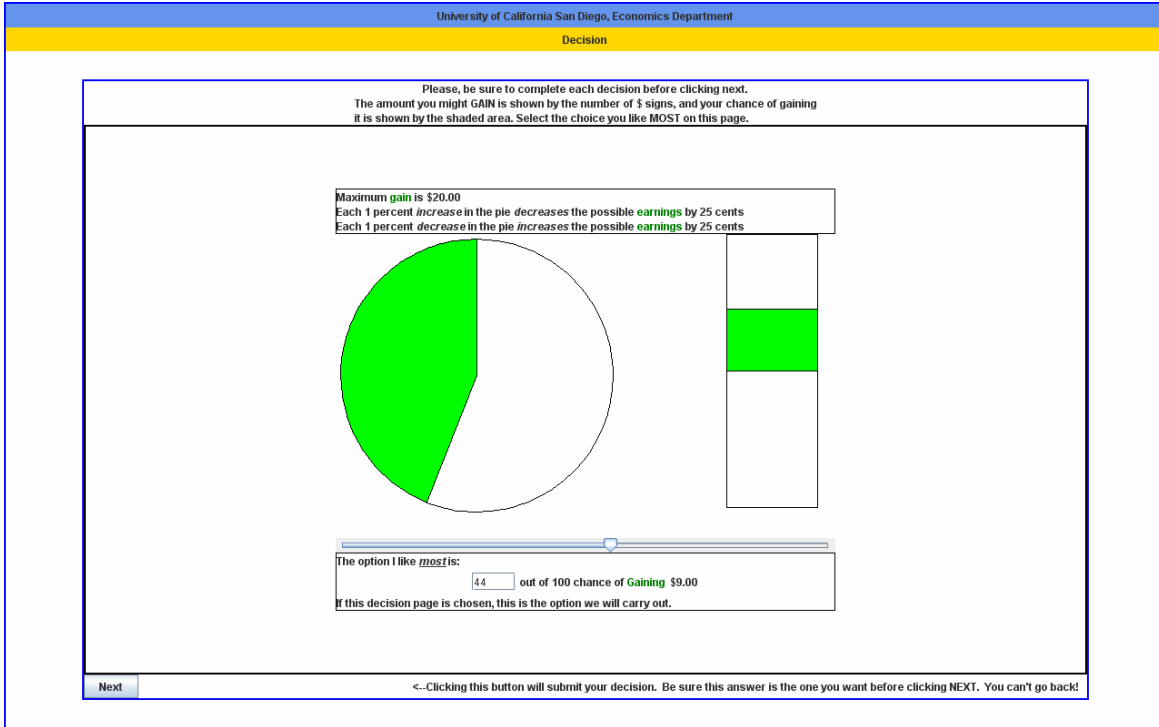 University of California San Diego, Economics Department
Decision
Please, be sure to complete each decision before clicking next.
The amount you might GAIN is shown by the number of $ signs, and your chance of gaining
it is shown by the shaded area. Select the choice you like MOST on this page.
Maximum gain is $20.00
Each 1 percent increase in the pie decreases the possible earnings by 25 cents
Each 1 percent decrease in the pie increases the possible earnings by 25 cents
The option I like most is:
44 out of 100 chance of Gaining $9.00
If this decision page is chosen, this is the option we will carry out.
Next <--Clicking this button will submit your decision. Be sure this answer is the one you want before clicking NEXT. You can't go back!